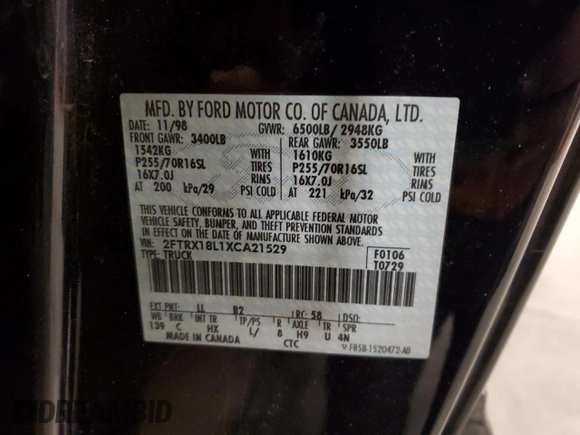 MFD. BY FORD MOTOR CO. OF CANADA, LTD.
DATE: 11/98 GVWR: 6500LB/ 2948KG
FRONT GAWR: 3400LB REAR GAWR: 3550LB
1542KG WITH 1610KG WITH
P255/70R16SL TIRES P255/70R16SL TIRES
16X7.0J RIMS 16X7.0J RIMS
AT 200 kPa/29 PSI COLD AT 221 kPa/32 PSI COLD
THIS VEHICLE CONFORMS TO ALL APPLICABLE FEDERAL MOTOR
VEHICLE SAFETY, BUMPER, AND THEFT PREVENTION STANDARDS
IN EFFECT ON THE DATE OF MANUFACTURE SHOWN ABOVE.
VIN: 2FTRX18L1XCA21529
TYPE: TRUCK
F0106
T0729
EXT PNT: LL B2 RC: 58 DSO:
WB BRK INT TR TP/PS R AXLE TR SPR
139 C HX L/ 8 H9 U 4N
MADE IN CANADA CTC F85B-1520472-AB
IDREAMBID